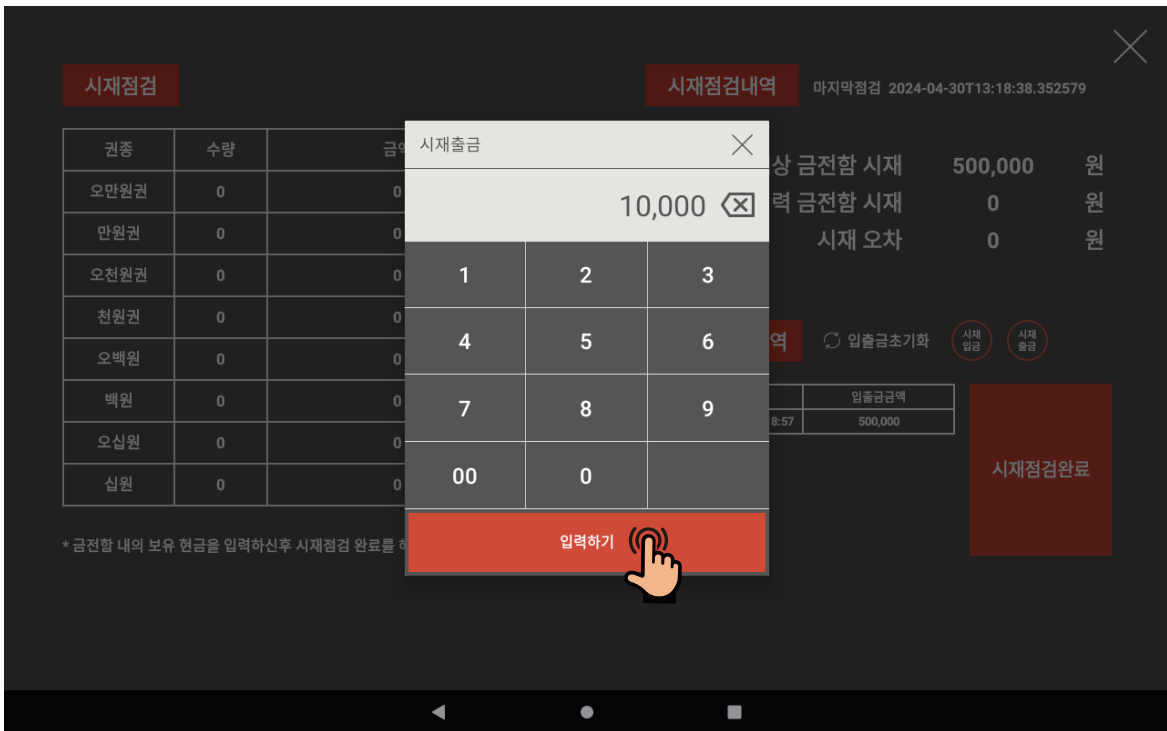 시재점검
시재점검내역 마지막점검 2024-04-30T13:18:38.352579
권종 수량
오만원권 0 0
만원권 0 0
오천원권 0 0
천원권 0 0
오백원 0 0
백원 0 0
오십원 0 0
십원 0 0
* 금전함 내의 보유 현금을 입력하신후 시재점검 완료를
시재출금
10,000
1 2 3
4 5 6
7 8 9
00 0
입력하기
상 금전함 시재 500,000 원
력 금전함 시재 0 원
시재 오차 0 원
역 입출금초기화
시재
입금
시재
출금
입출금금액
8:57 500,000
시재점검완료